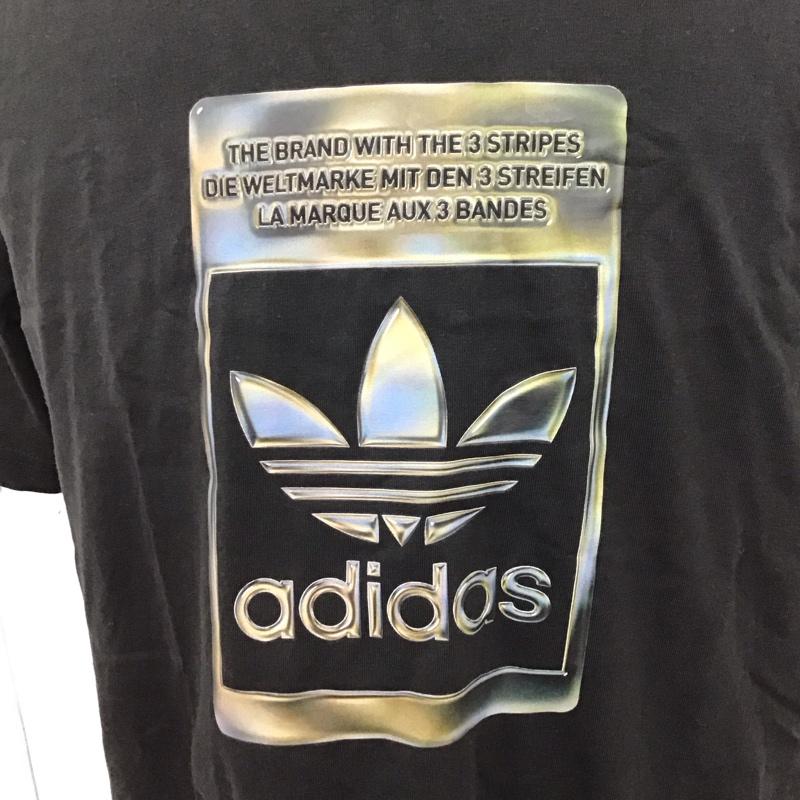 THE BRAND WITH THE 3 STRIPES
DIE WELTMARKE MIT DEN 3 STREIFEN
LA MARQUE AUX 3 BANDES
adidas